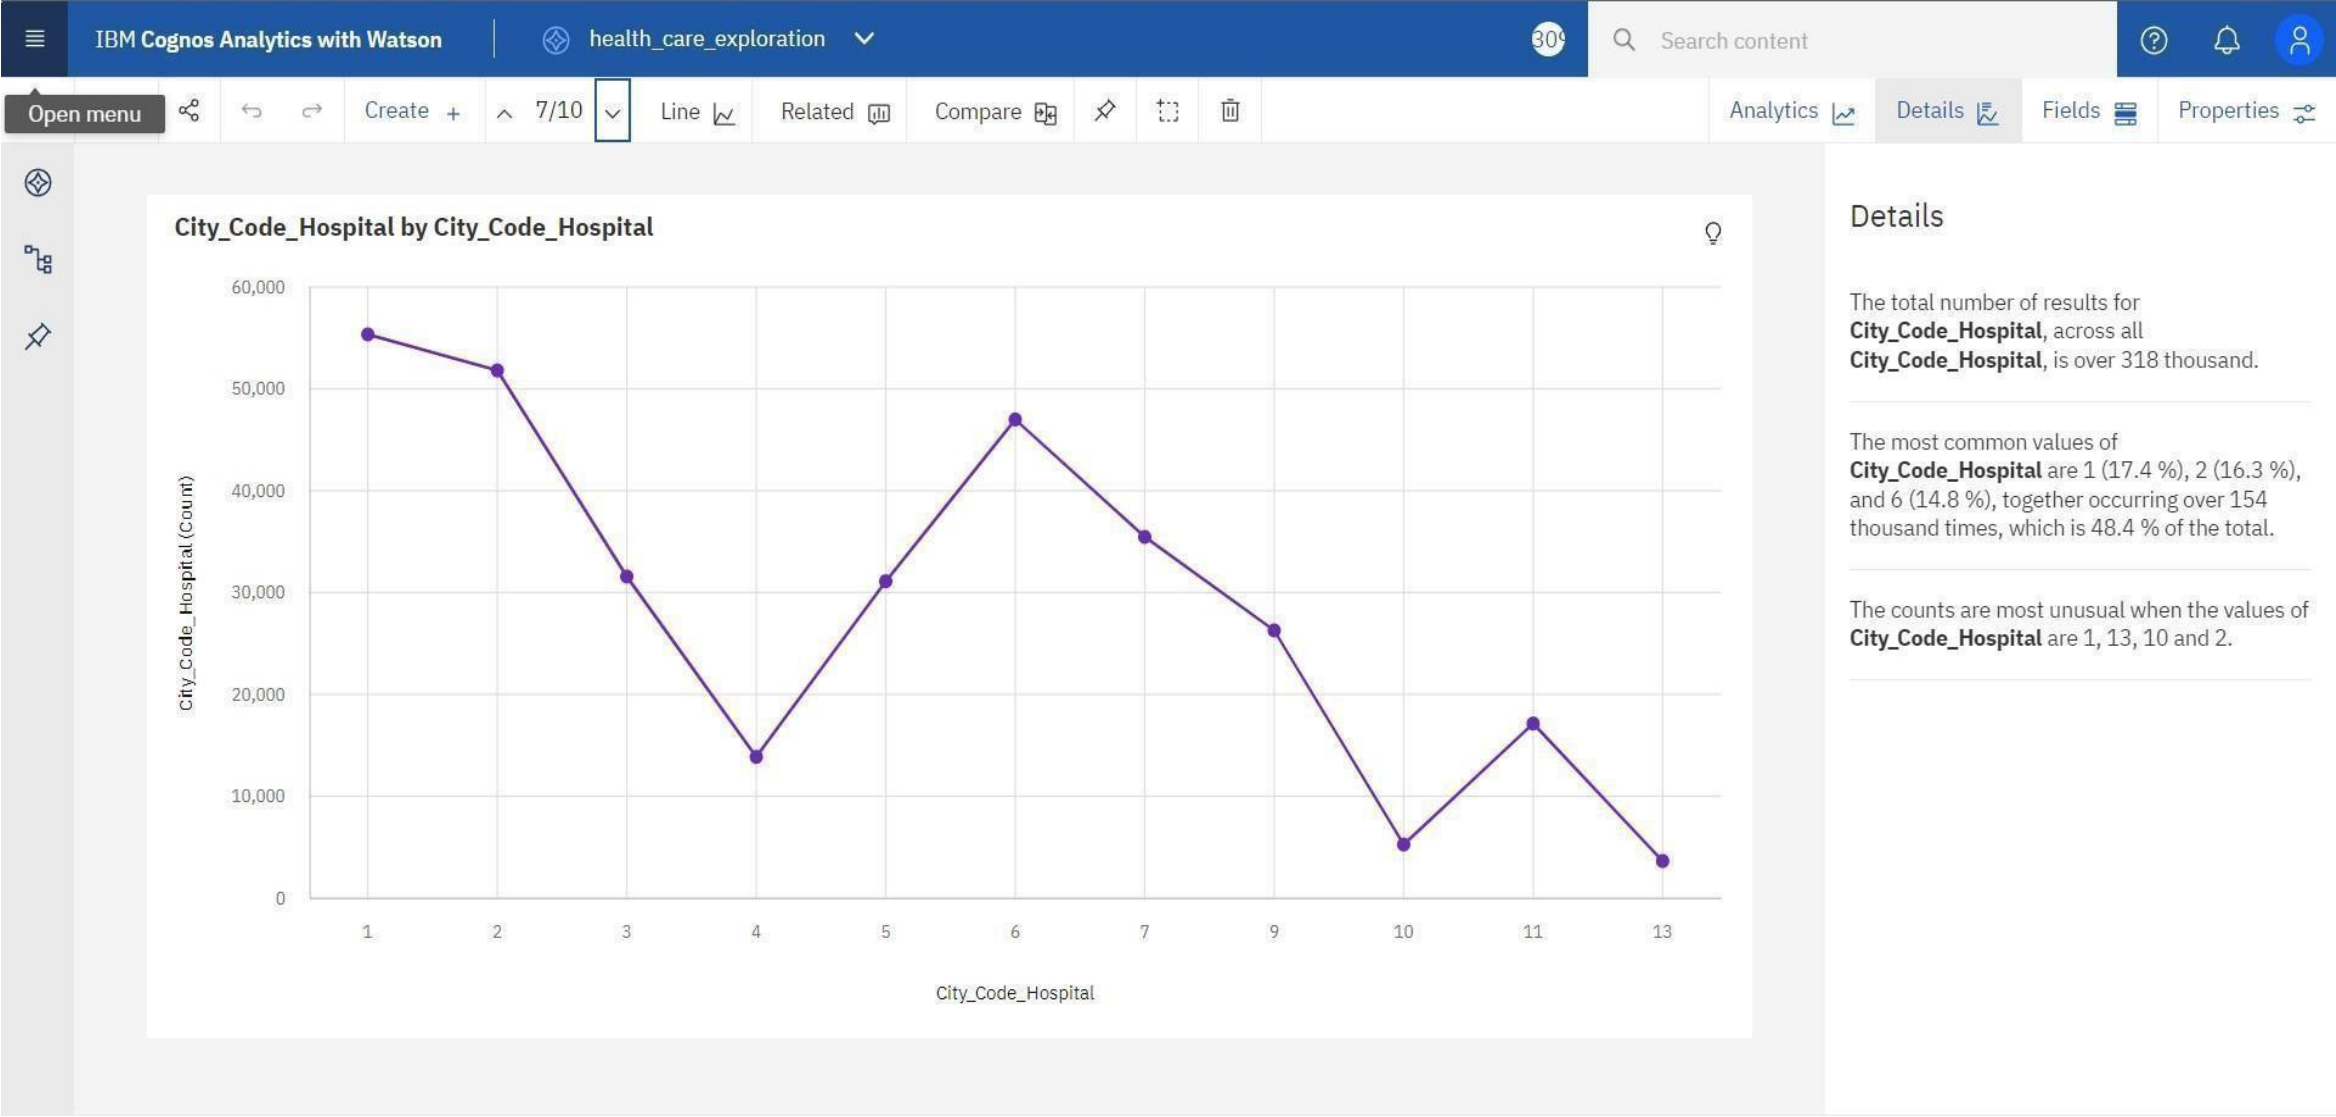 IBM Cognos Analytics with Watson
health_care_exploration
Search content
Open menu
Create +
7/10
Line
Related
Compare
Analytics
Details
Fields
Properties
City_Code_Hospital by City_Code_Hospital
60,000
50,000
40,000
30,000
20,000
10,000
0
City_Code_Hospital (Count)
1 2 3 4 5 6 7 9 10 11 13
City_Code_Hospital
Details
The total number of results for
City_Code_Hospital, across all
City_Code_Hospital, is over 318 thousand.
The most common values of
City_Code_Hospital are 1 (17.4 %), 2 (16.3 %),
and 6 (14.8 %), together occurring over 154
thousand times, which is 48.4 % of the total.
The counts are most unusual when the values of
City_Code_Hospital are 1, 13, 10 and 2.